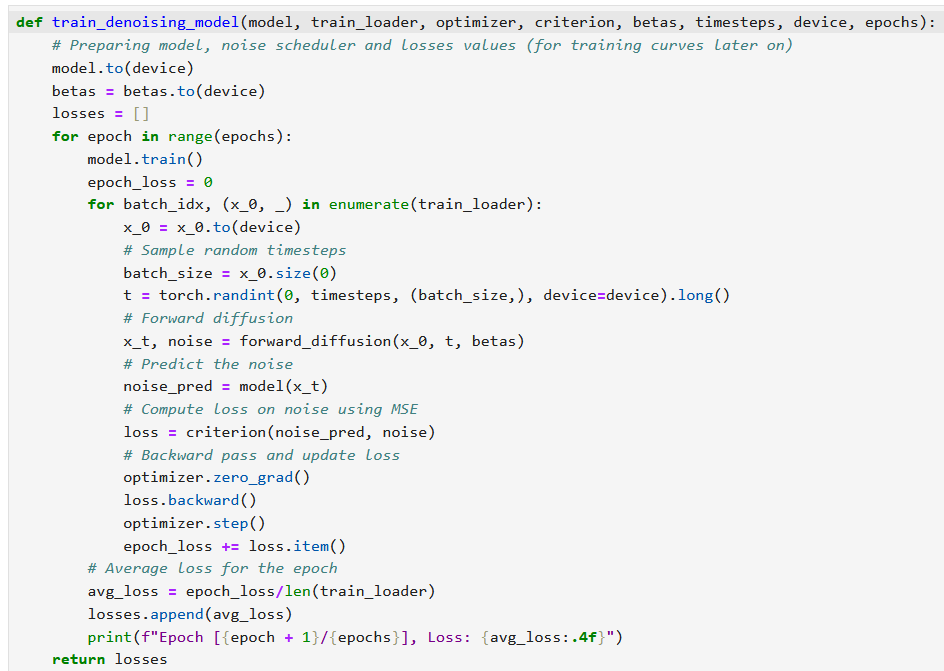 def train_denoising_model(model, train_loader, optimizer, criterion, betas, timesteps, device, epochs):
    # Preparing model, noise scheduler and losses values (for training curves later on)
    model.to(device)
    betas = betas.to(device)
    losses = []
    for epoch in range(epochs):
        model.train()
        epoch_loss = 0
        for batch_idx, (x_0, _) in enumerate(train_loader):
            x_0 = x_0.to(device)
            # Sample random timesteps
            batch_size = x_0.size(0)
            t = torch.randint(0, timesteps, (batch_size,), device=device).long()
            # Forward diffusion
            x_t, noise = forward_diffusion(x_0, t, betas)
            # Predict the noise
            noise_pred = model(x_t)
            # Compute loss on noise using MSE
            loss = criterion(noise_pred, noise)
            # Backward pass and update loss
            optimizer.zero_grad()
            loss.backward()
            optimizer.step()
            epoch_loss += loss.item()
        # Average loss for the epoch
        avg_loss = epoch_loss/len(train_loader)
        losses.append(avg_loss)
        print(f"Epoch [{epoch + 1}/{epochs}], Loss: {avg_loss:.4f}")
    return losses